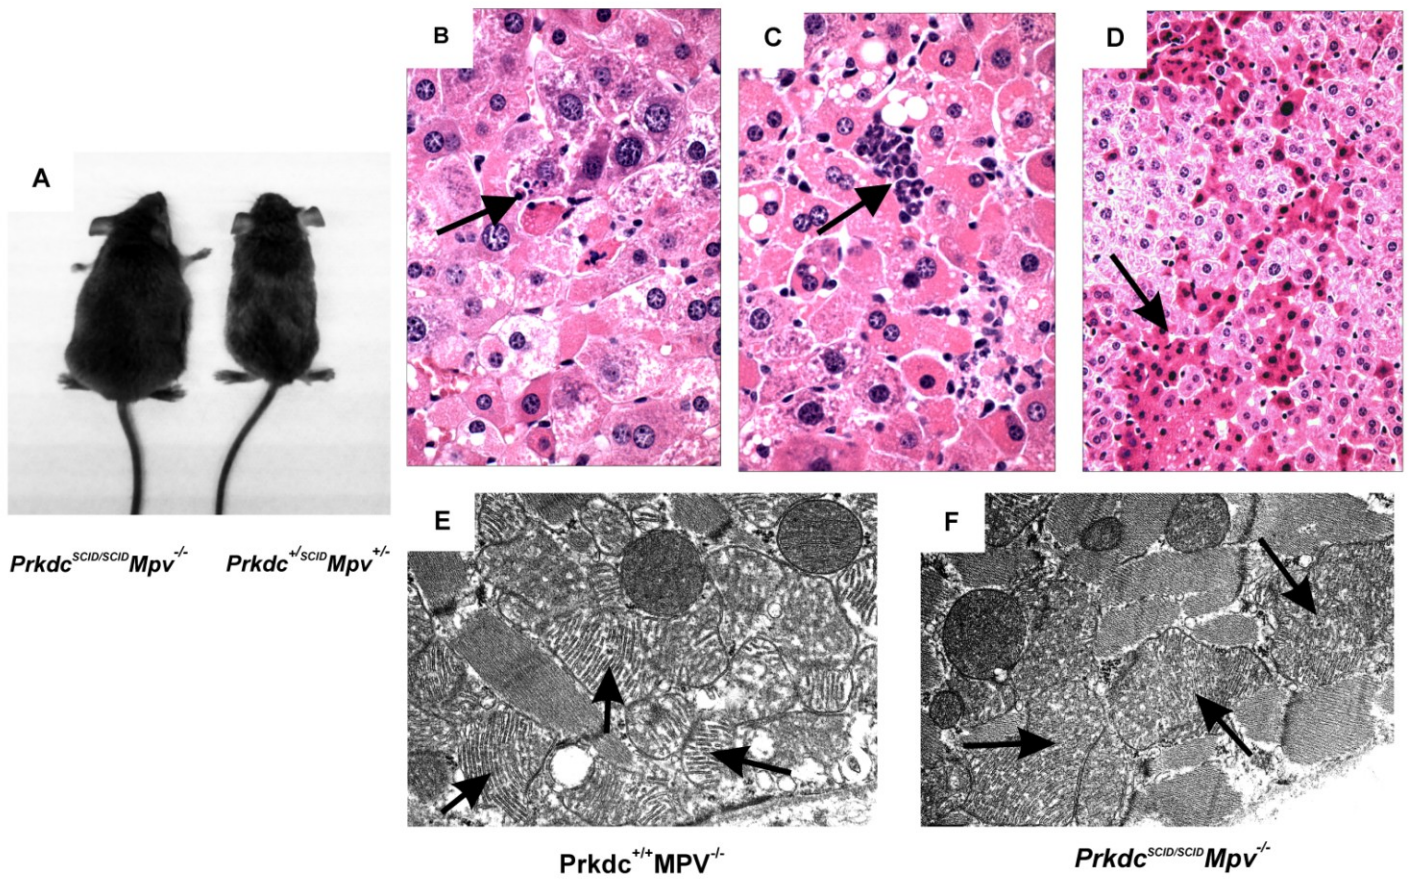 A
B
C
D
Prkdc^SCID/SCID Mpv^-/-
Prkdc^+/SCID Mpv^+/-
E
F
Prkdc^+/+ MPV^-/-
Prkdc^SCID/SCID Mpv^-/-